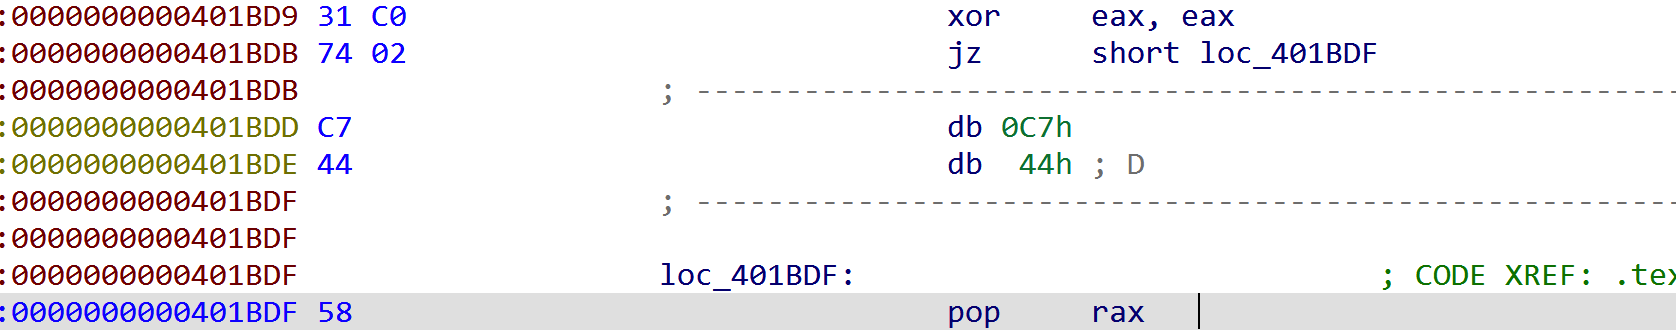 :0000000000401BD9 31 C0 xor eax, eax
:0000000000401BDB 74 02 jz short loc_401BDF
:0000000000401BDB ; ---------------------------------------------------------
:0000000000401BDD C7 db 0C7h
:0000000000401BDE 44 db 44h ; D
:0000000000401BDF ; ---------------------------------------------------------
:0000000000401BDF
:0000000000401BDF loc_401BDF: ; CODE XREF: .tex
:0000000000401BDF 58 pop rax